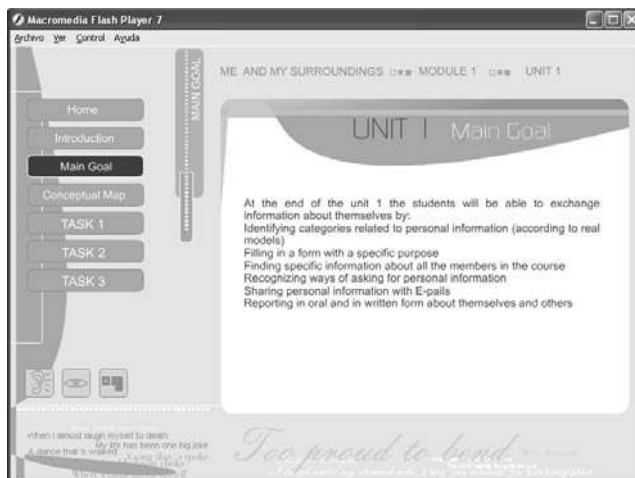 Macromedia Flash Player 7
Archivo Ver Control Ayuda
ME AND MY SURROUNDINGS MODULE 1 UNIT 1
MAIN GOAL
Home
Introduction
Main Goal
Conceptual Map
TASK 1
TASK 2
TASK 3
UNIT 1 Main Goal
At the end of the unit 1 the students will be able to exchange
information about themselves by:
Identifying categories related to personal information (according to real
models)
Filling in a form with a specific purpose
Finding specific information about all the members in the course
Recognizing ways of asking for personal information
Sharing personal information with E-palls
Reporting in oral and in written form about themselves and others
When I almost laugh myself to death
My life has been one big joke
A dance that's walked
Too proud to bend